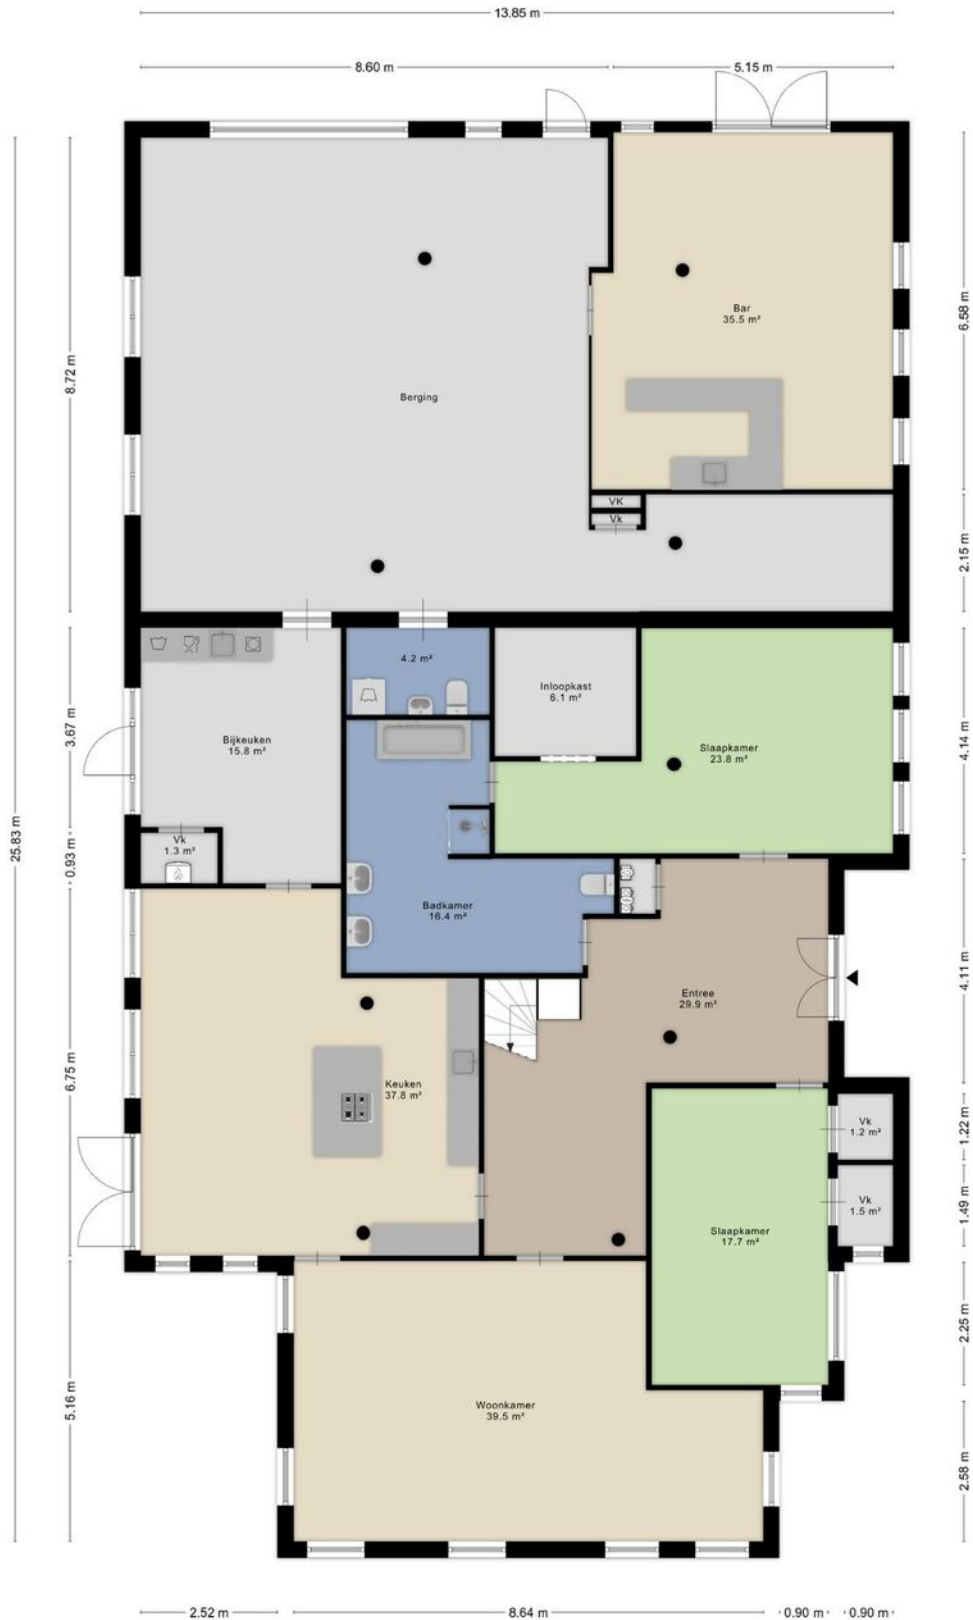 13.85 m
8.60 m
5.15 m
Bar
35.5 m²
6.58 m
8.72 m
Berging
VK
Vk
2.15 m
4.2 m²
Inloopkast
6.1 m²
Bijkeuken
15.8 m²
Slaapkamer
23.8 m²
3.67 m
4.14 m
25.83 m
Vk
1.3 m²
0.93 m
Badkamer
16.4 m²
Entree
29.9 m²
4.11 m
Keuken
37.8 m²
6.75 m
Vk
1.2 m²
1.22 m
Vk
1.5 m²
1.49 m
Slaapkamer
17.7 m²
2.25 m
Woonkamer
39.5 m²
5.16 m
2.58 m
2.52 m
8.64 m
0.90 m
0.90 m